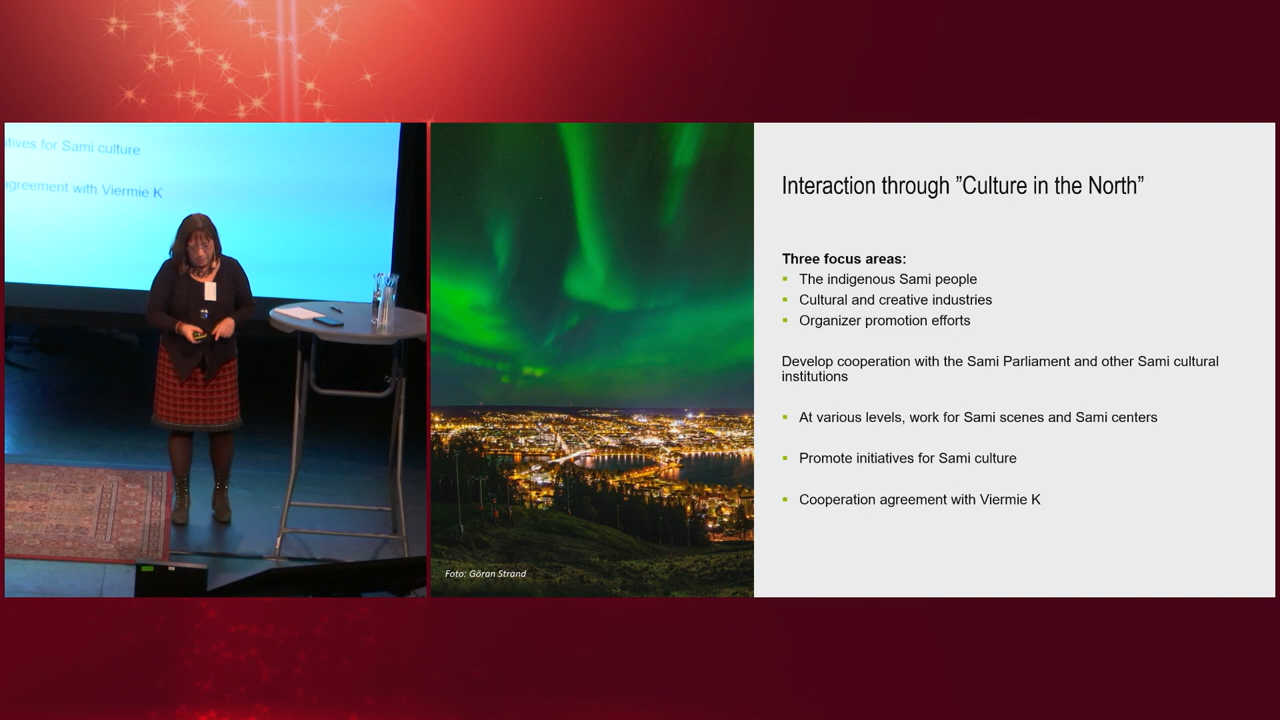 tives for Sami culture
agreement with Viermie K
Interaction through ”Culture in the North”
Three focus areas:
▪ The indigenous Sami people
▪ Cultural and creative industries
▪ Organizer promotion efforts
Develop cooperation with the Sami Parliament and other Sami cultural
institutions
▪ At various levels, work for Sami scenes and Sami centers
▪ Promote initiatives for Sami culture
▪ Cooperation agreement with Viermie K
Foto: Göran Strand